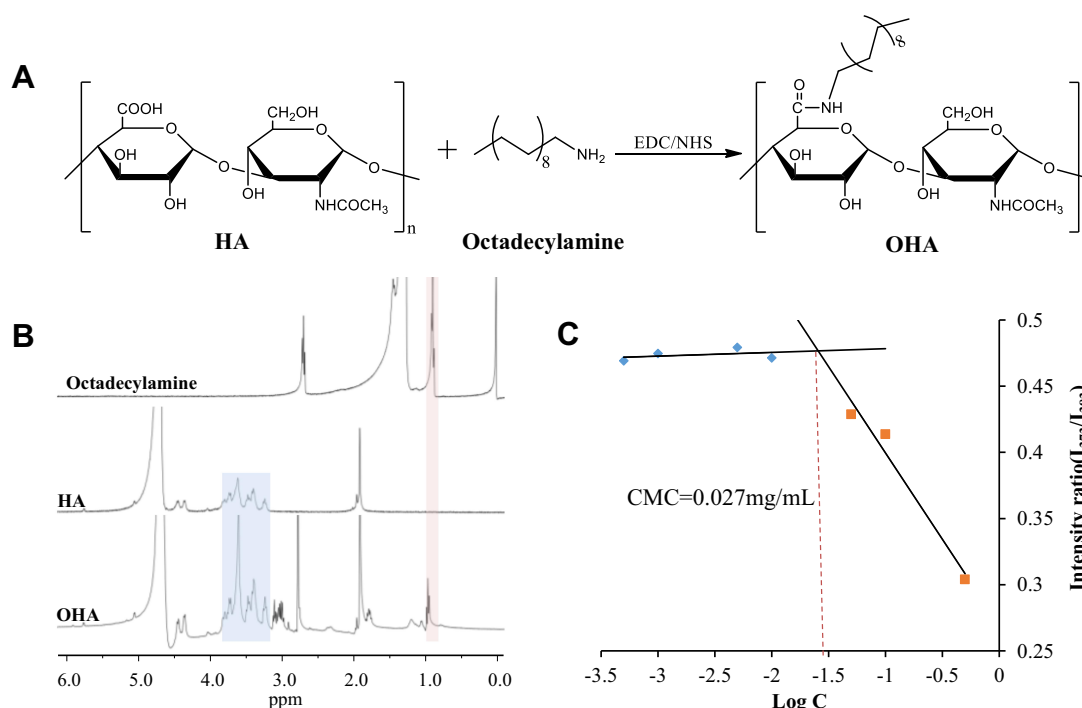 A
COOH
O
OH
OH
O
CH₂OH
O
OH
NHCOCH₃
O
n
HA
+
8
NH₂
Octadecylamine
EDC/NHS
8
O
C
NH
O
OH
OH
O
CH₂OH
O
OH
NHCOCH₃
O
OHA
B
Octadecylamine
HA
OHA
6.0 5.0 4.0 3.0 2.0 1.0 0.0
ppm
C
CMC=0.027mg/mL
0.5
0.45
0.4
0.35
0.3
0.25
-3.5 -3 -2.5 -2 -1.5 -1 -0.5 0
Log C
Intensity ratio